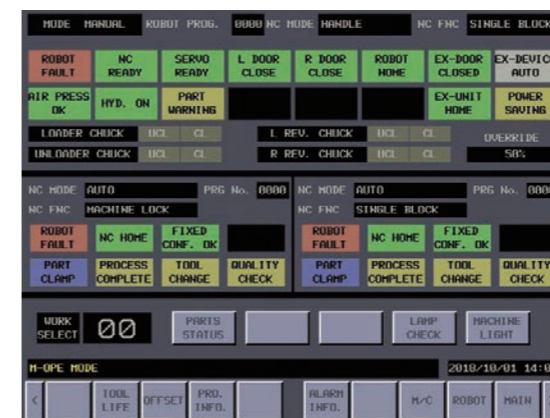 MODE MANUAL ROBOT PROG. 0000 NC MODE HANDLE NC FNC SINGLE BLOCK
ROBOT FAULT NC READY SERVO READY L DOOR CLOSE R DOOR CLOSE ROBOT HOME EX-DOOR CLOSED EX-DEVIC AUTO
AIR PRESS OK HYD. ON PART WARNING EX-UNIT HOME POWER SAVING
LOADER CHUCK UCL CL L REV. CHUCK UCL CL OVERRIDE
UNLOADER CHUCK UCL CL R REV. CHUCK UCL CL 50%
NC MODE AUTO PRG No. 0000 NC MODE AUTO PRG No. 000
NC FNC MACHINE LOCK NC FNC SINGLE BLOCK
ROBOT FAULT NC HOME FIXED CONF. OK ROBOT FAULT NC HOME FIXED CONF. OK
PART CLAMP PROCESS COMPLETE TOOL CHANGE QUALITY CHECK PART CLAMP PROCESS COMPLETE TOOL CHANGE QUALITY CHECK
WORK SELECT 00 PARTS STATUS LAMP CHECK MACHINE LIGHT
M-OPE MODE 2018/10/01 14:0
< TOOL LIFE OFFSET PRO. INFO. ALARM INFO. M/C ROBOT MAIN